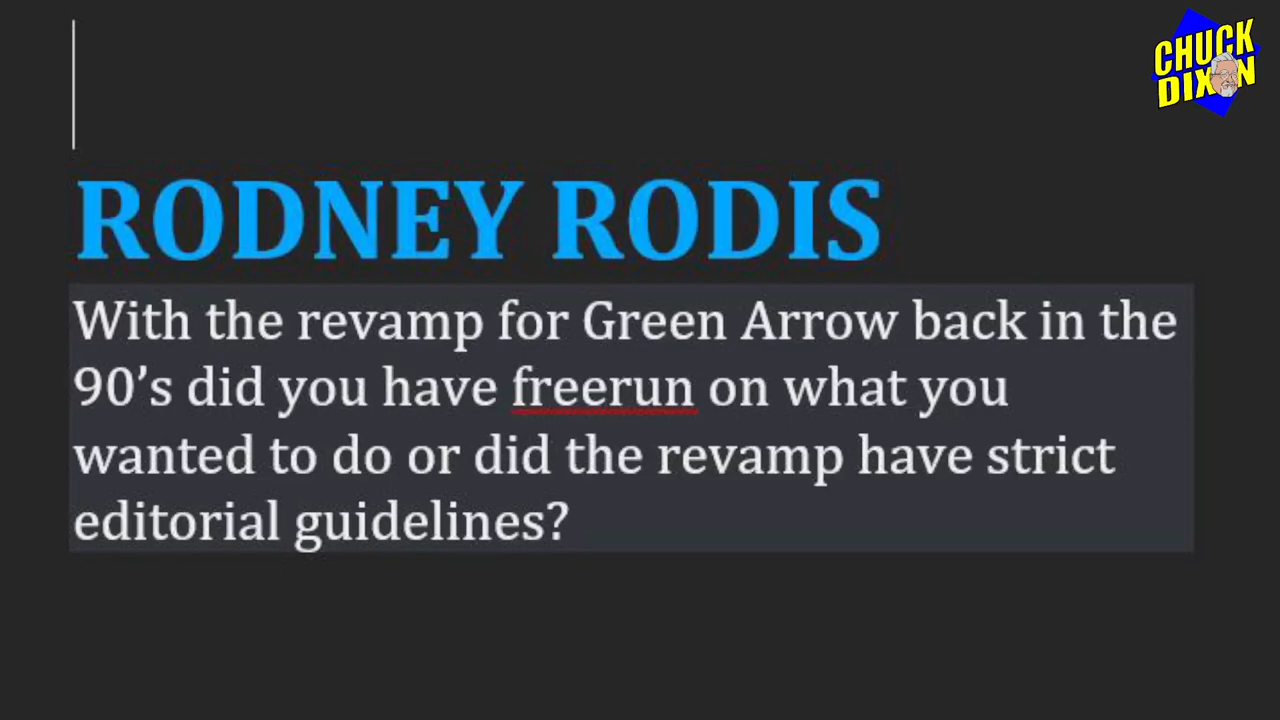 CHUCK
DIXON
RODNEY RODIS
With the revamp for Green Arrow back in the
90’s did you have freerun on what you
wanted to do or did the revamp have strict
editorial guidelines?